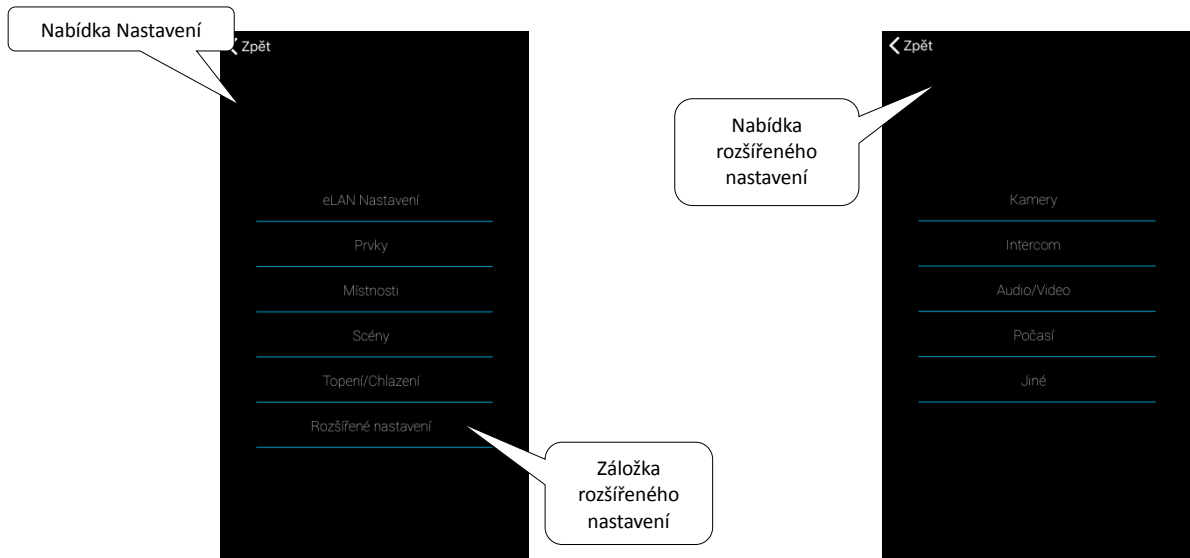 Nabídka Nastavení
Zpět
eLAN Nastavení
Prvky
Místnosti
Scény
Topení/Chlazení
Rozšířené nastavení
Záložka
rozšířeného
nastavení
Zpět
Nabídka
rozšířeného
nastavení
Kamery
Intercom
Audio/Video
Počasí
Jiné